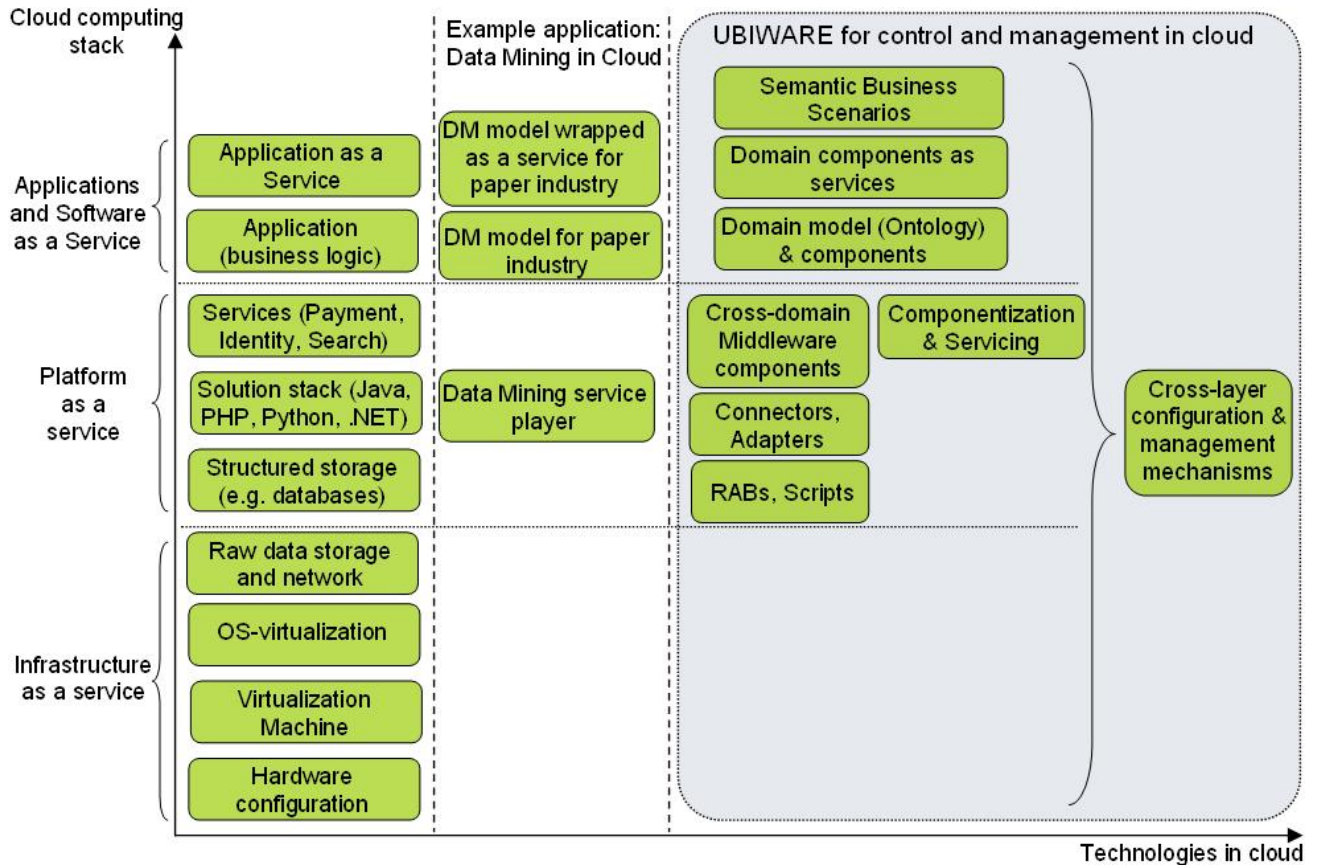 Cloud computing
stack
Example application:
Data Mining in Cloud
UBIWARE for control and management in cloud
Applications
and Software
as a Service
Application as a
Service
Application
(business logic)
DM model wrapped
as a service for
paper industry
DM model for paper
industry
Semantic Business
Scenarios
Domain components as
services
Domain model (Ontology)
& components
Platform
as a
service
Services (Payment,
Identity, Search)
Solution stack (Java,
PHP, Python, .NET)
Structured storage
(e.g. databases)
Data Mining service
player
Cross-domain
Middleware
components
Componentization
& Servicing
Connectors,
Adapters
RABs, Scripts
Cross-layer
configuration &
management
mechanisms
Infrastructure
as a service
Raw data storage
and network
OS-virtualization
Virtualization
Machine
Hardware
configuration
Technologies in cloud